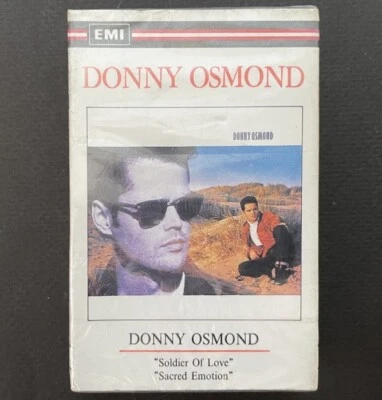 EMI
DONNY OSMOND
DONNY OSMOND
DONNY OSMOND
"Soldier Of Love"
"Sacred Emotion"